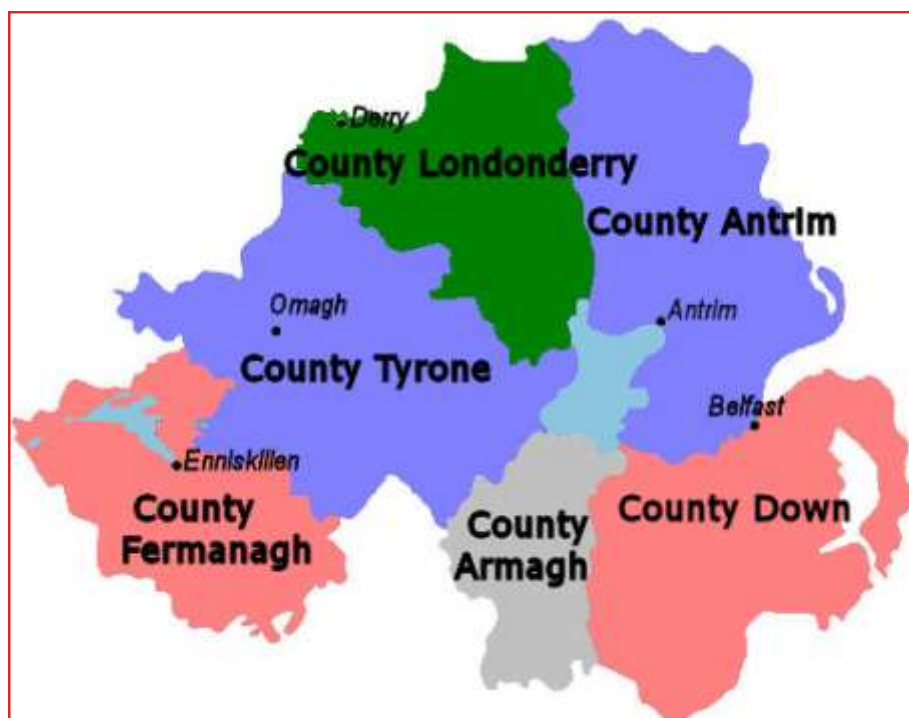 Derry
County Londonderry
County Antrim
Omagh
Antrim
County Tyrone
Belfast
Enniskillen
County
Fermanagh
County
Armagh
County Down